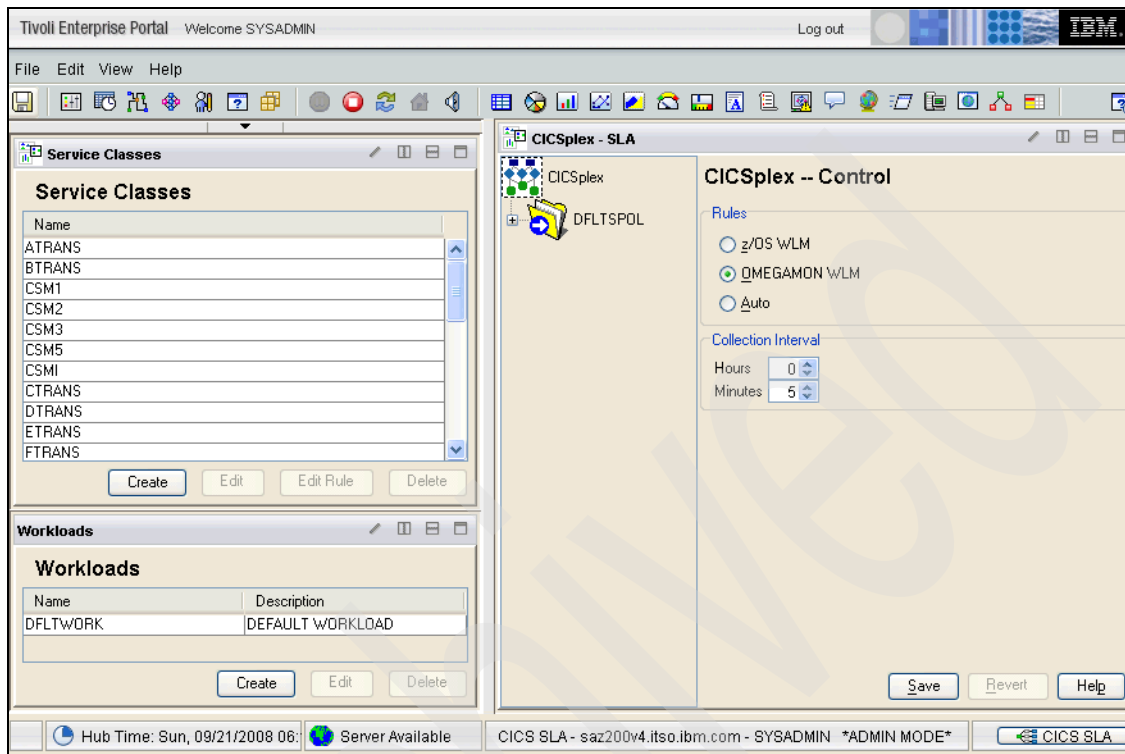 Tivoli Enterprise Portal Welcome SYSADMIN Log out IBM.
File Edit View Help
Service Classes
Service Classes
Name
ATRANS
BTRANS
CSM1
CSM2
CSM3
CSM5
CSMI
CTRANS
DTRANS
ETRANS
FTRANS
Create Edit Edit Rule Delete
Workloads
Workloads
Name Description
DFLTWORK DEFAULT WORKLOAD
Create Edit Delete
CICSplex - SLA
CICSplex
DFLTSPOL
CICSplex -- Control
Rules
z/OS WLM
OMEGAMON WLM
Auto
Collection Interval
Hours 0
Minutes 5
Save Revert Help
Hub Time: Sun, 09/21/2008 06: Server Available CICS SLA - saz200v4.itso.ibm.com - SYSADMIN *ADMIN MODE* CICS SLA